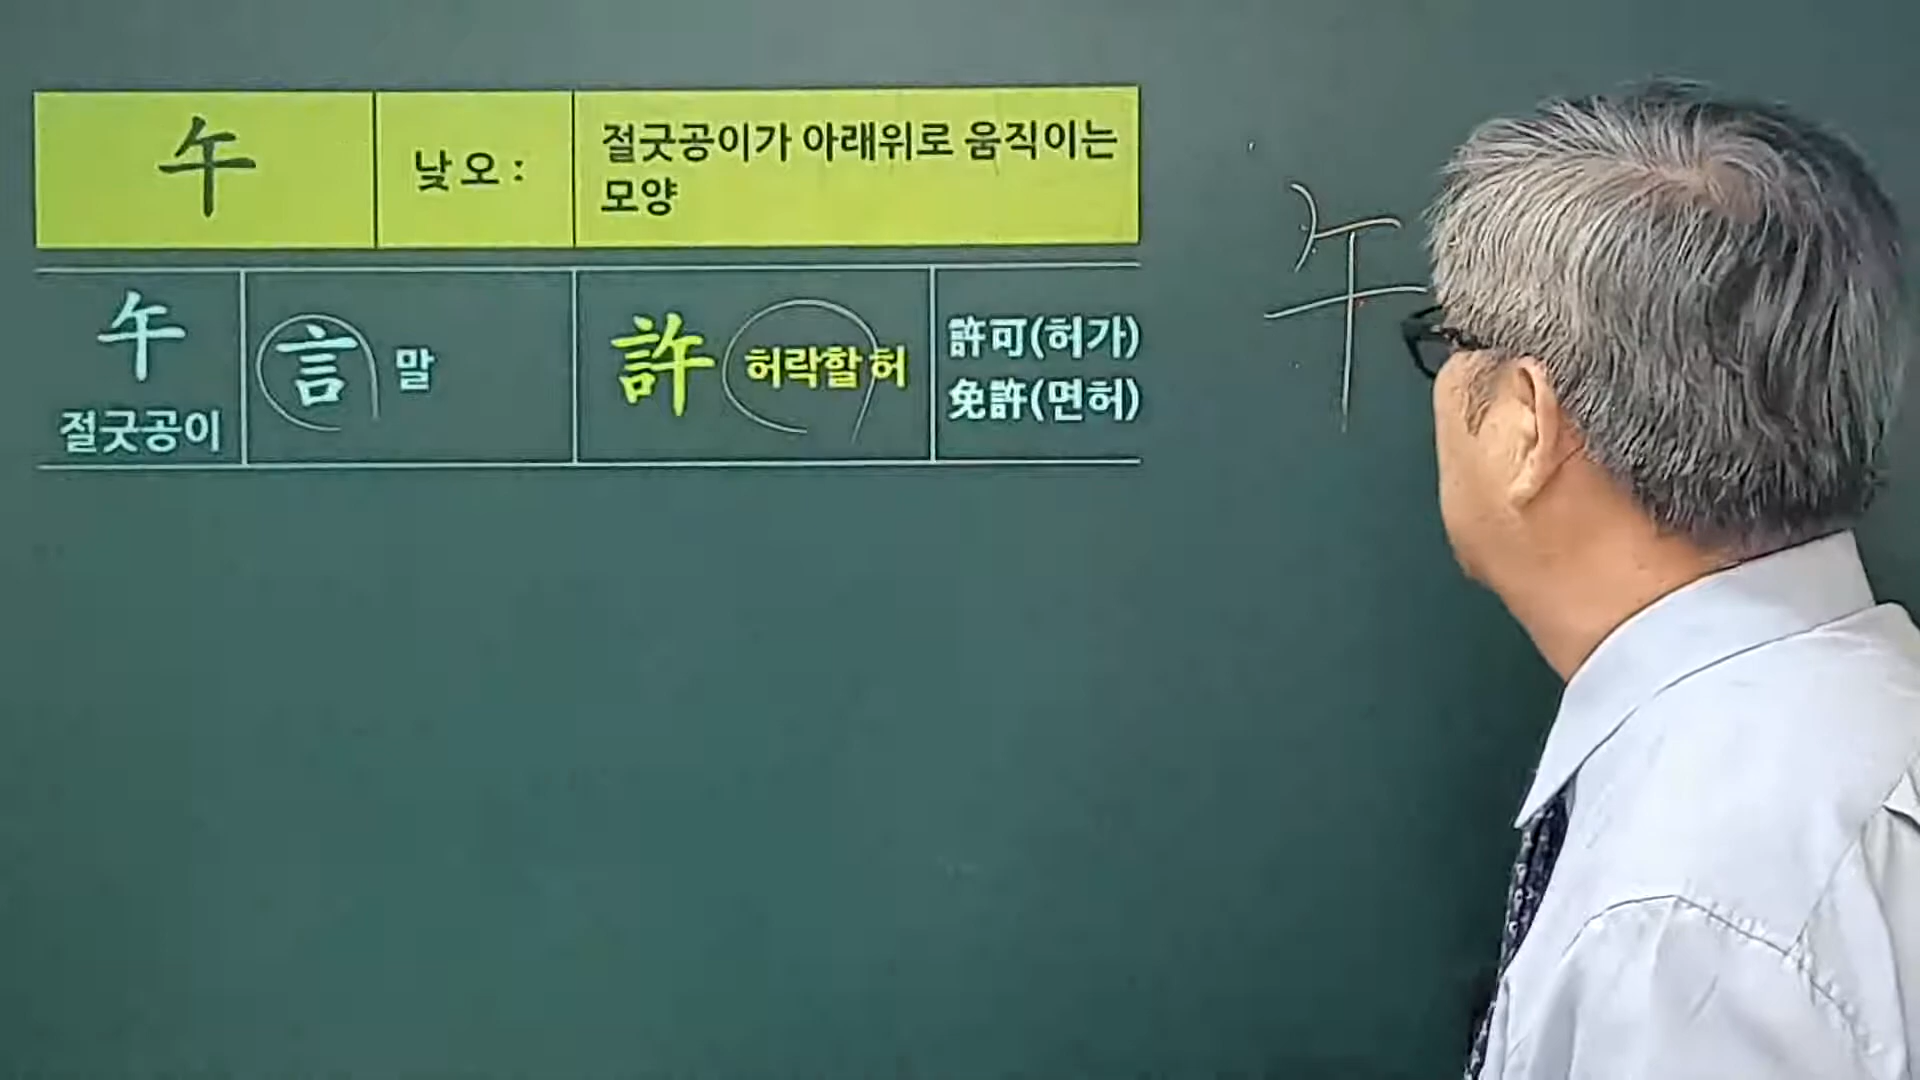 午 낮 오 : 절굿공이가 아래위로 움직이는
모양
午 言 말 許 허락할 허 許可(허가)
절굿공이 免許(면허)
午